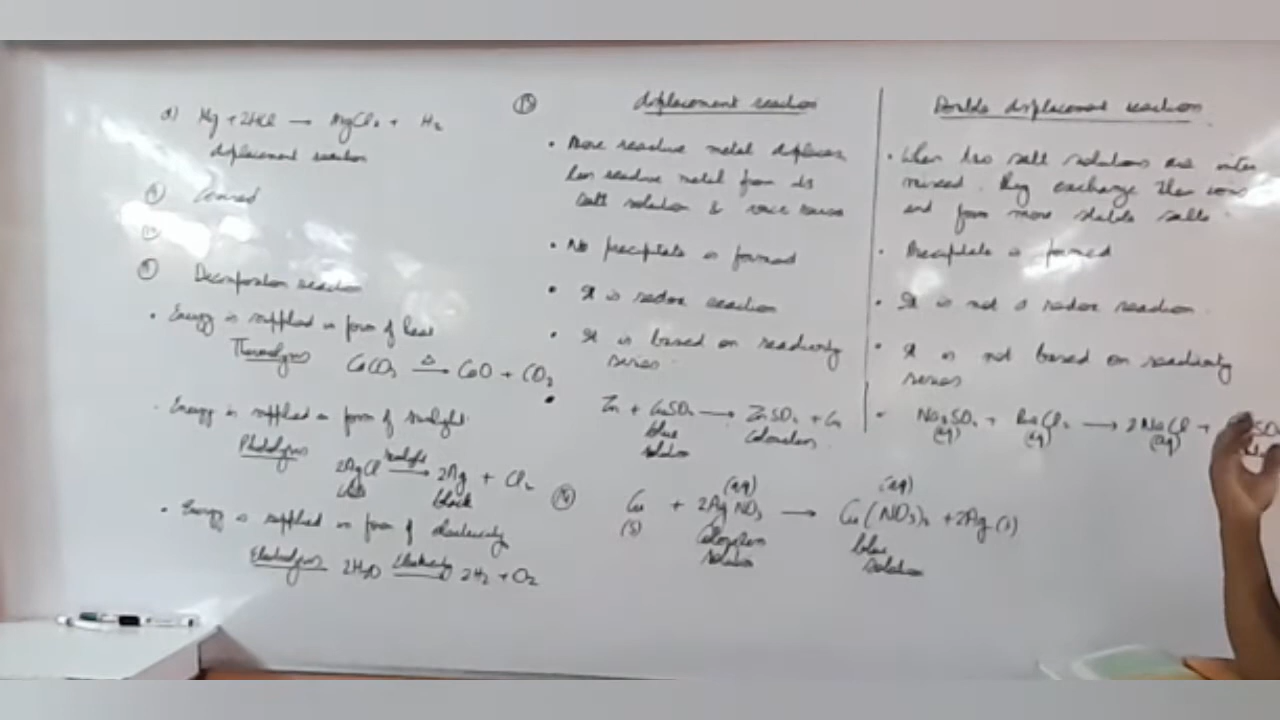 d) Mg + 2HCl → MgCl₂ + H₂
displacement reaction
Decomposition reaction
• Energy is supplied in form of heat
Thermolysis CaCO₃ →(Δ) CaO + CO₂
• Energy is supplied in form of sunlight
Photolysis 2AgCl →(sunlight) 2Ag + Cl₂
black
• Energy is supplied in form of electricity
Electrolysis 2H₂O →(Electricity) 2H₂ + O₂
displacement reaction
• More reactive metal displaces
less reactive metal from its
salt solution &
• No precipitate is formed
• It is redox reaction
• It is based on reactivity
series.
• Zn + CuSO₄ → ZnSO₄ + Cu
blue
solution
Double displacement reaction
• When two salt solutions are inter
mixed. They exchange their ions
and form more stable salts.
• Precipitate is formed
• It is not a redox reaction.
• It is not based on reactivity
series
• Na₂SO₄ + BaCl₂ → 2NaCl +
(aq) (aq) (aq)
(aq) (aq)
Cu + 2AgNO₃ → Cu(NO₃)₂ + 2Ag(s)
(s) blue
solution solution